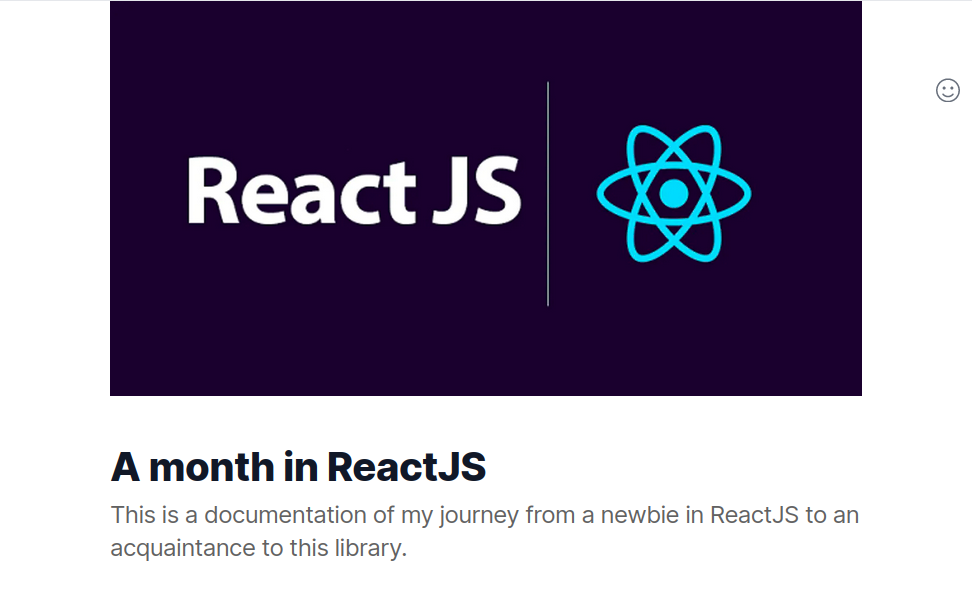 React JS
A month in ReactJS
This is a documentation of my journey from a newbie in ReactJS to an
acquaintance to this library.